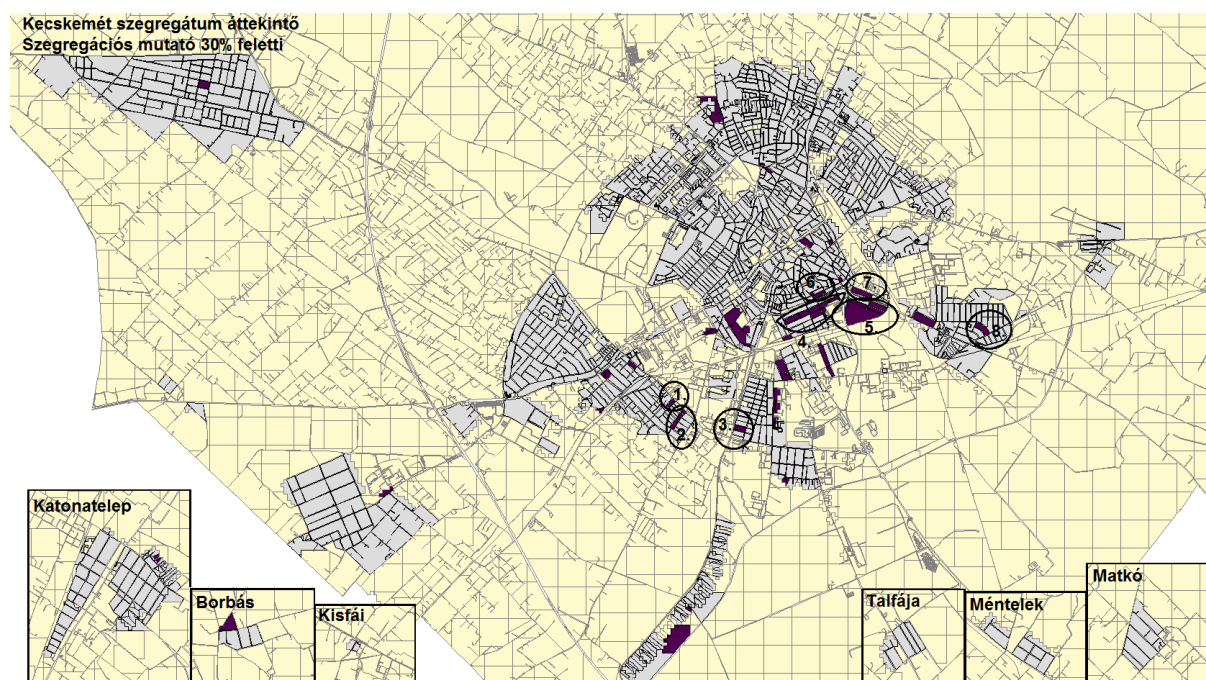 Kecskemét szegregátum áttekintő
Szegregációs mutató 30% feletti
6.
7.
5.
8.
4.
1.
2.
3.
Katonatelep
Borbás
Kisfái
Talfája
Méntelek
Matkó